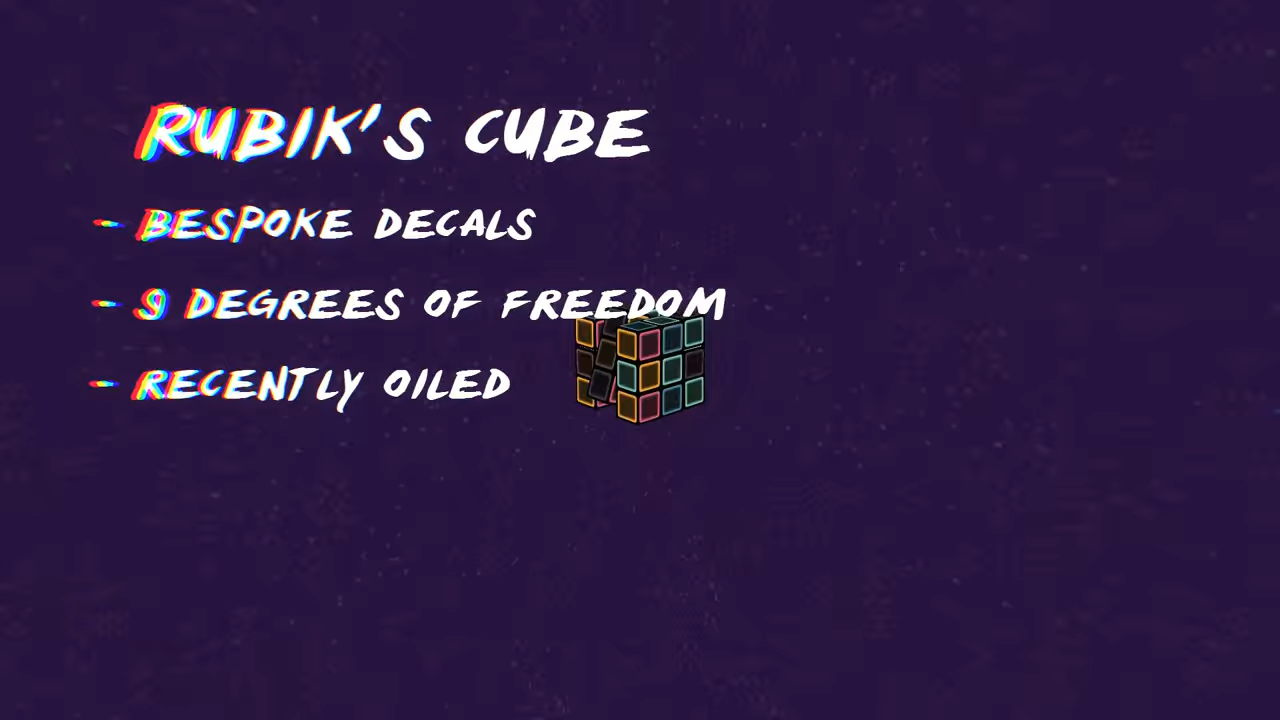 RUBIK'S CUBE
- BESPOKE DECALS
- 9 DEGREES OF FREEDOM
- RECENTLY OILED